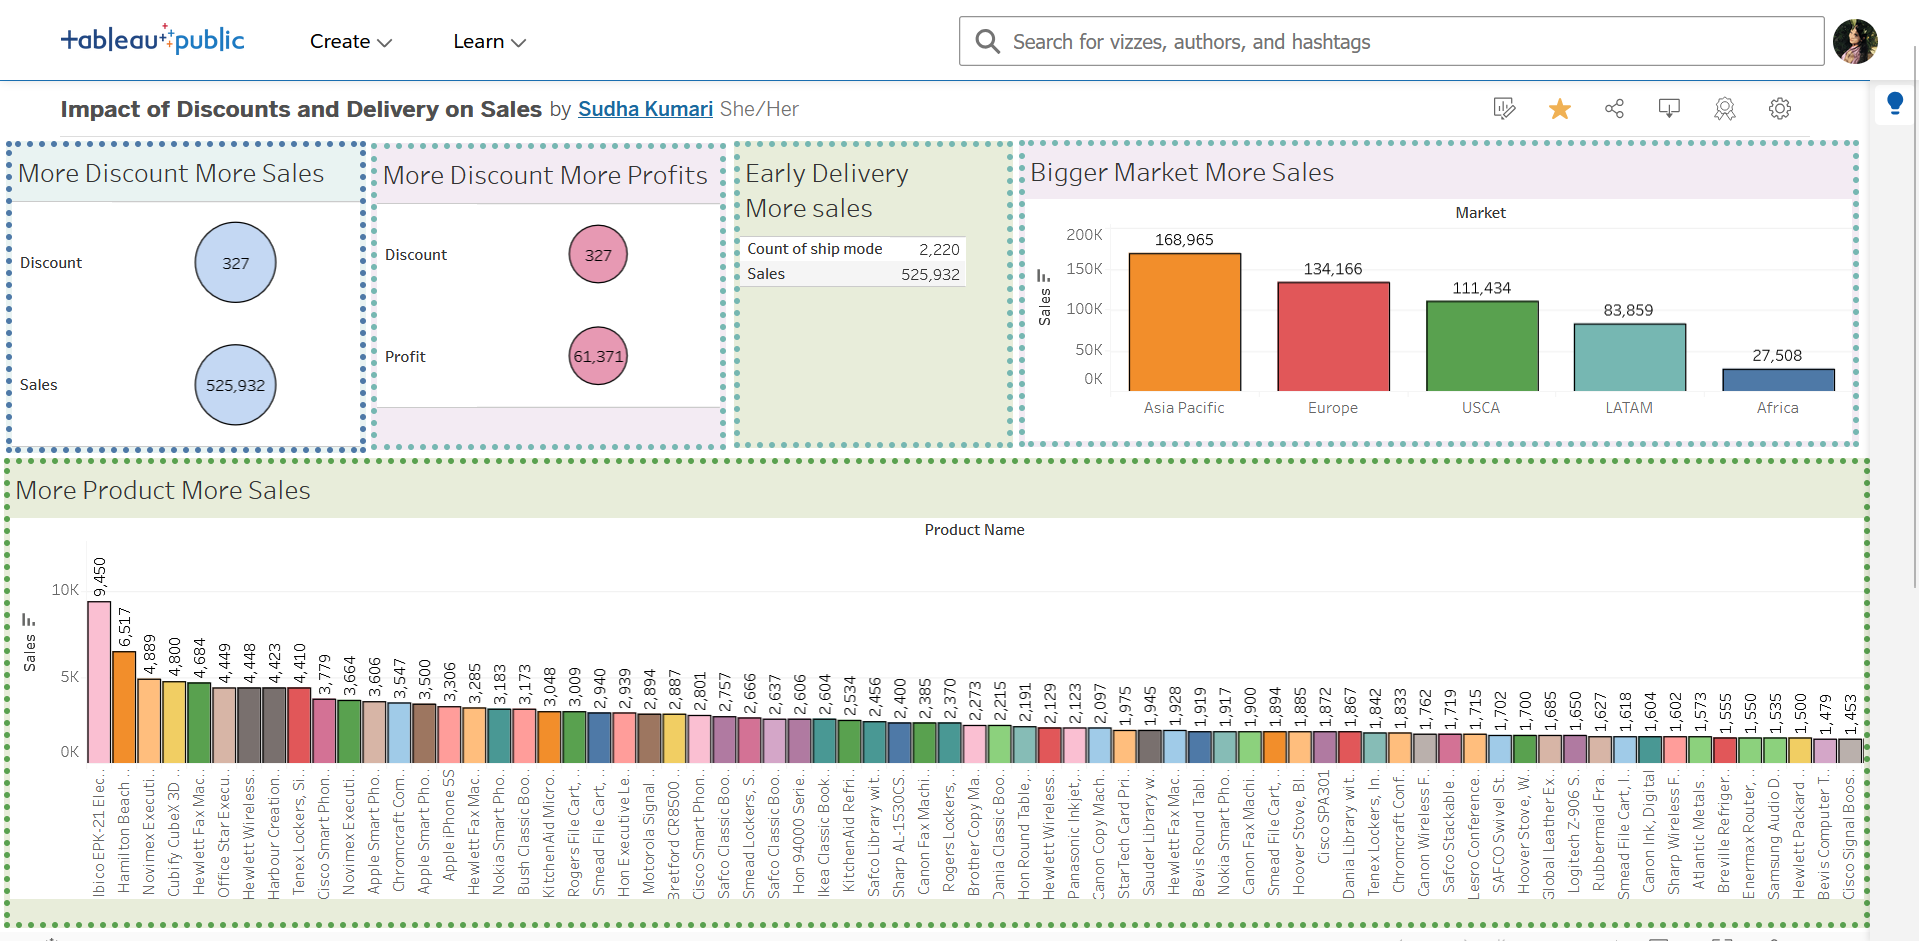 +ableau public
Create
Learn
Search for vizzes, authors, and hashtags
Impact of Discounts and Delivery on Sales by Sudha Kumari She/Her
More Discount More Sales
Discount
327
Sales
525,932
More Discount More Profits
Discount
327
Profit
61,371
Early Delivery
More sales
Count of ship mode 2,220
Sales 525,932
Bigger Market More Sales
Market
Sales
200K
150K
100K
50K
0K
168,965
134,166
111,434
83,859
27,508
Asia Pacific
Europe
USCA
LATAM
Africa
More Product More Sales
Product Name
Sales
10K
5K
0K
9,450
6,517
4,889
4,800
4,684
4,449
4,448
4,423
4,410
3,779
3,664
3,606
3,547
3,500
3,306
3,285
3,183
3,173
3,048
3,009
2,940
2,939
2,894
2,887
2,801
2,757
2,666
2,637
2,606
2,604
2,534
2,456
2,400
2,385
2,370
2,273
2,215
2,191
2,129
2,123
2,097
1,975
1,945
1,928
1,919
1,917
1,900
1,894
1,885
1,872
1,867
1,842
1,833
1,762
1,719
1,715
1,702
1,700
1,685
1,650
1,627
1,618
1,604
1,602
1,573
1,555
1,550
1,535
1,500
1,479
1,453
Ibico EPK-21 Elec..
Hamilton Beach ..
Novimex Executi..
Cubify CubeX 3D ..
Hewlett Fax Mac..
Office Star Execu..
Hewlett Wireless..
Harbour Creation..
Tenex Lockers, Si..
Cisco Smart Phon..
Novimex Executi..
Apple Smart Pho..
Chromcraft Con..
Apple Smart Pho..
Apple iPhone 5S
Hewlett Fax Mac..
Nokia Smart Pho..
Bush Classic Boo..
KitchenAid Micro..
Rogers File Cart, ..
Smead File Cart, ..
Hon Executive Le..
Motorola Signal ..
Bretford CR8500 ..
Cisco Smart Phon..
Safco Classic Boo..
Smead Lockers, S..
Safco Classic Boo..
Hon 94000 Serie..
Ikea Classic Book..
KitchenAid Refri..
Safco Library wit..
Sharp AL-1530CS..
Canon Fax Machi..
Rogers Lockers, ..
Brother Copy Ma..
Dania Classic Boo..
Hon Round Table,..
Hewlett Wireless..
Panasonic Inkjet,..
Canon Copy Mach..
StarTech Card Pri..
Sauder Library w..
Hewlett Fax Mac..
Bevis Round Tabl..
Nokia Smart Pho..
Canon Fax Machi..
Smead File Cart, ..
Hoover Stove, Bl..
Cisco SPA301
Dania Library wit..
Tenex Lockers, In..
Chromcraft Conf..
Canon Wireless F..
Safco Stackable ..
Lesro Conference..
SAFCO Swivel St..
Hoover Stove, W..
Global Leather Ex..
Logitech Z-906 S..
Rubbermaid Fra..
Smead File Cart, I..
Canon Ink, Digital
Sharp Wireless F..
Atlantic Metals ..
Breville Refriger..
Enermax Router, ..
Samsung Audio D..
Hewlett Packard ..
Bevis Computer T..
Cisco Signal Boos..